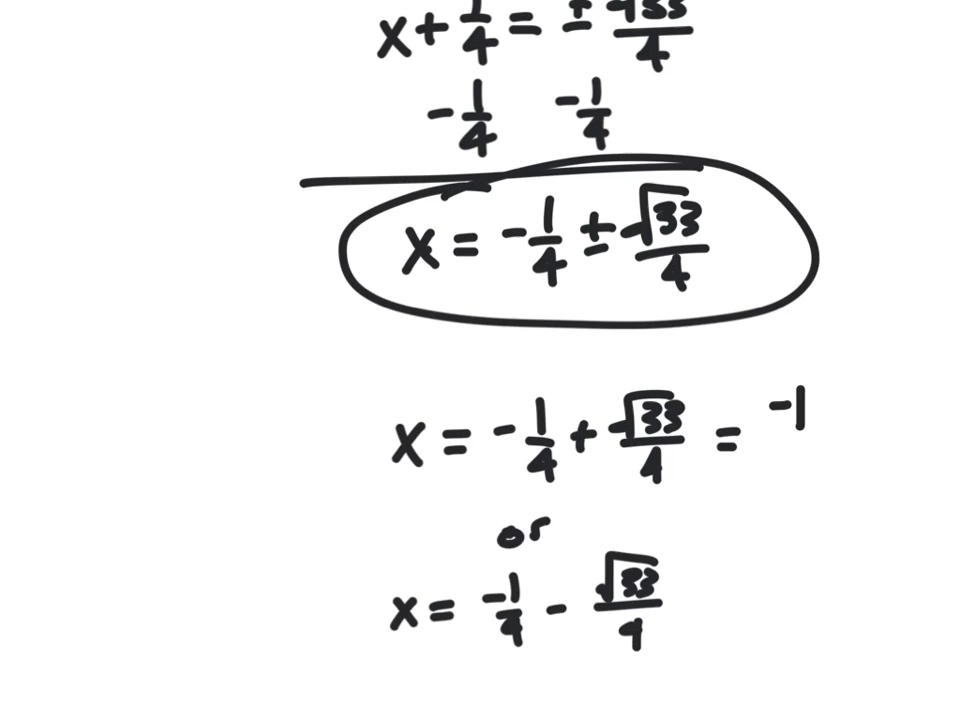 x + 1/4 = ± √33/4
- 1/4 - 1/4
x = - 1/4 ± √33/4
x = - 1/4 + √33/4 = -1
or
x = -1/4 - √33/4